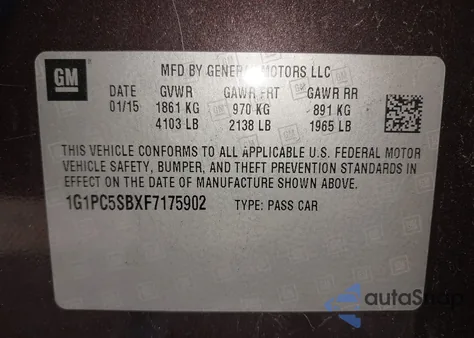 GM
MFD BY GENERAL MOTORS LLC
DATE GVWR GAWR FRT GAWR RR
01/15 1861 KG 970 KG 891 KG
4103 LB 2138 LB 1965 LB
THIS VEHICLE CONFORMS TO ALL APPLICABLE U.S. FEDERAL MOTOR
VEHICLE SAFETY, BUMPER, AND THEFT PREVENTION STANDARDS IN
EFFECT ON THE DATE OF MANUFACTURE SHOWN ABOVE.
1G1PC5SBXF7175902 TYPE: PASS CAR
autoSnap